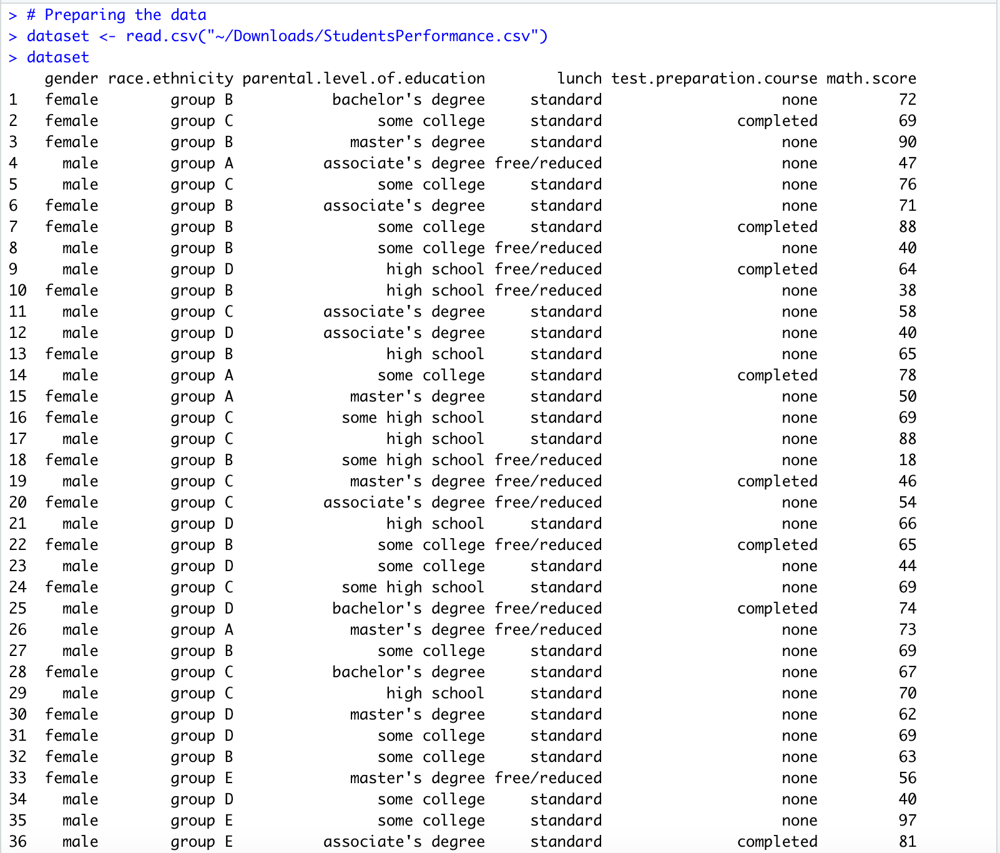 > # Preparing the data
> dataset <- read.csv("~/Downloads/StudentsPerformance.csv")
> dataset
gender race.ethnicity parental.level.of.education lunch test.preparation.course math.score
1 female group B bachelor's degree standard none 72
2 female group C some college standard completed 69
3 female group B master's degree standard none 90
4 male group A associate's degree free/reduced none 47
5 male group C some college standard none 76
6 female group B associate's degree standard none 71
7 female group B some college standard completed 88
8 male group B some college free/reduced none 40
9 male group D high school free/reduced completed 64
10 female group B high school free/reduced none 38
11 male group C associate's degree standard none 58
12 male group D associate's degree standard none 40
13 female group B high school standard none 65
14 male group A some college standard completed 78
15 female group A master's degree standard none 50
16 female group C some high school standard none 69
17 male group C high school standard none 88
18 female group B some high school free/reduced none 18
19 male group C master's degree free/reduced completed 46
20 female group C associate's degree free/reduced none 54
21 male group D high school standard none 66
22 female group B some college free/reduced completed 65
23 male group D some college standard none 44
24 female group C some high school standard none 69
25 male group D bachelor's degree free/reduced completed 74
26 male group A master's degree free/reduced none 73
27 male group B some college standard none 69
28 female group C bachelor's degree standard none 67
29 male group C high school standard none 70
30 female group D master's degree standard none 62
31 female group D some college standard none 69
32 female group B some college standard none 63
33 female group E master's degree free/reduced none 56
34 male group D some college standard none 40
35 male group E some college standard none 97
36 male group E associate's degree standard completed 81